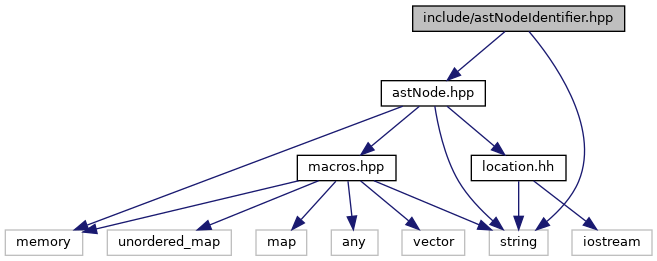 include/astNodeIdentifier.hpp
astNode.hpp
macros.hpp
location.hh
memory
unordered_map
map
any
vector
string
iostream